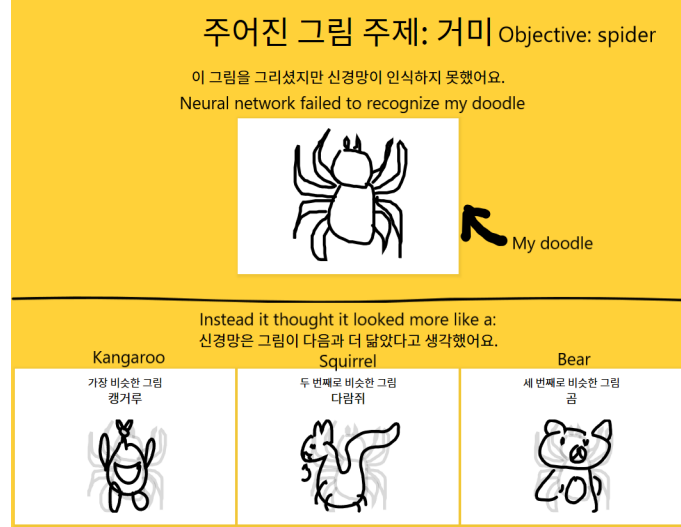 주어진 그림 주제: 거미 Objective: spider
이 그림을 그리셨지만 신경망이 인식하지 못했어요.
Neural network failed to recognize my doodle
My doodle
Instead it thought it looked more like a:
신경망은 그림이 다음과 더 닮았다고 생각했어요.
Kangaroo
가장 비슷한 그림
캥거루
Squirrel
두 번째로 비슷한 그림
다람쥐
Bear
세 번째로 비슷한 그림
곰